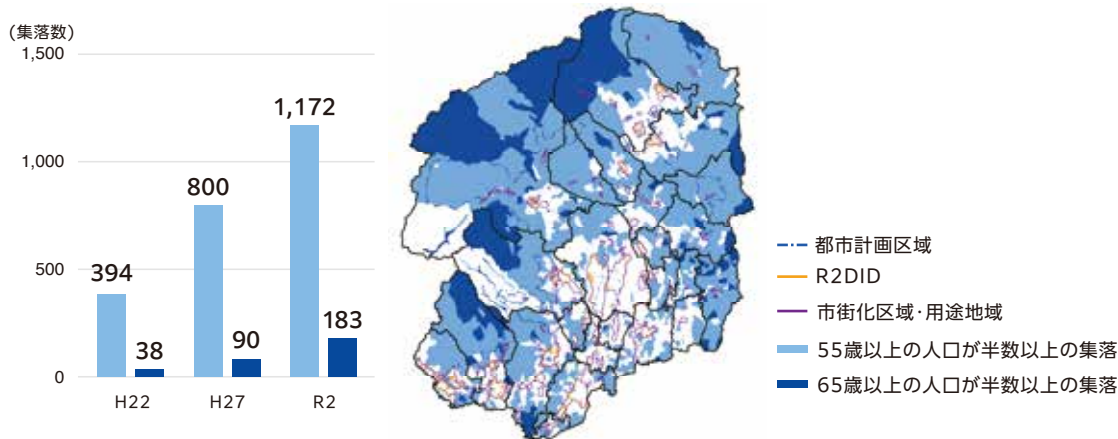 (集落数)
1,500
1,000
500
0
394
38
800
90
1,172
183
H22
H27
R2
都市計画区域
R2DID
市街化区域・用途地域
55歳以上の人口が半数以上の集落
65歳以上の人口が半数以上の集落